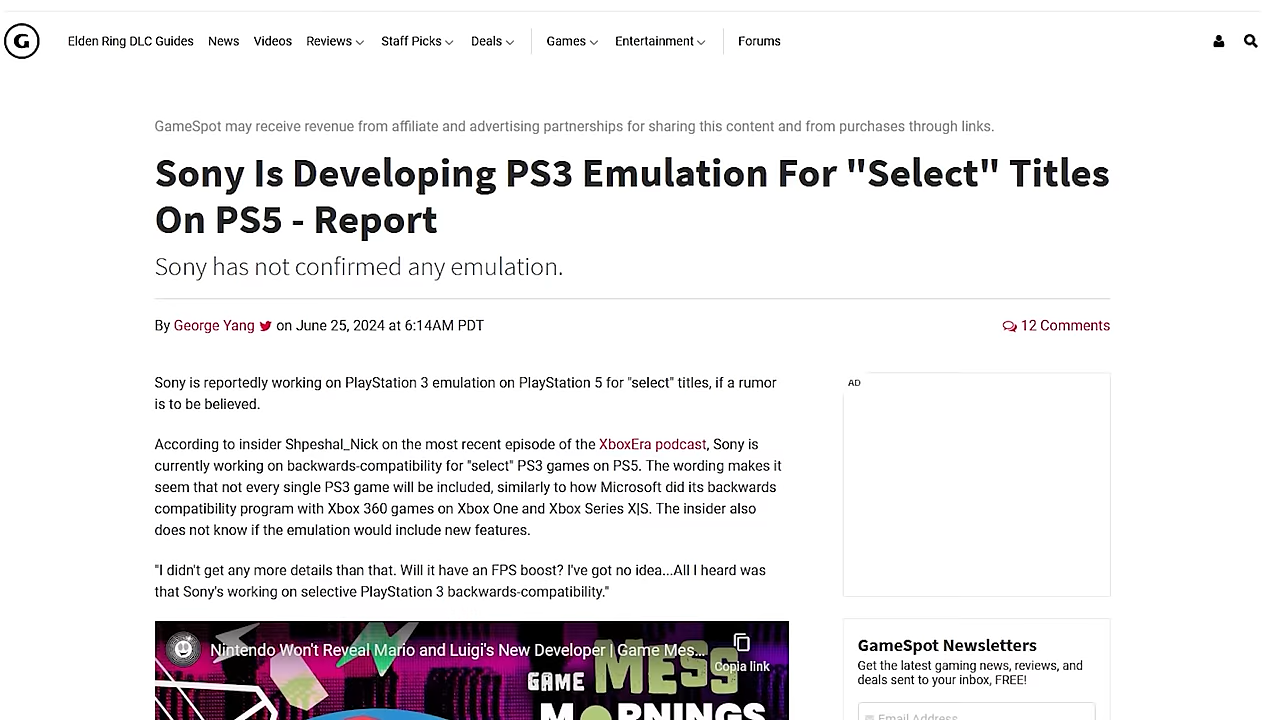 G
Elden Ring DLC Guides News Videos Reviews Staff Picks Deals Games Entertainment Forums
GameSpot may receive revenue from affiliate and advertising partnerships for sharing this content and from purchases through links.
Sony Is Developing PS3 Emulation For "Select" Titles
On PS5 - Report
Sony has not confirmed any emulation.
By George Yang on June 25, 2024 at 6:14AM PDT
12 Comments
Sony is reportedly working on PlayStation 3 emulation on PlayStation 5 for "select" titles, if a rumor
is to be believed.
According to insider Shpeshal_Nick on the most recent episode of the XboxEra podcast, Sony is
currently working on backwards-compatibility for "select" PS3 games on PS5. The wording makes it
seem that not every single PS3 game will be included, similarly to how Microsoft did its backwards
compatibility program with Xbox 360 games on Xbox One and Xbox Series X|S. The insider also
does not know if the emulation would include new features.
"I didn't get any more details than that. Will it have an FPS boost? I've got no idea...All I heard was
that Sony's working on selective PlayStation 3 backwards-compatibility."
Nintendo Won't Reveal Mario and Luigi's New Developer | Game Mes...
Copia link
GAME MESS
MORNINGS
AD
GameSpot Newsletters
Get the latest gaming news, reviews, and
deals sent to your inbox, FREE!
Email Address